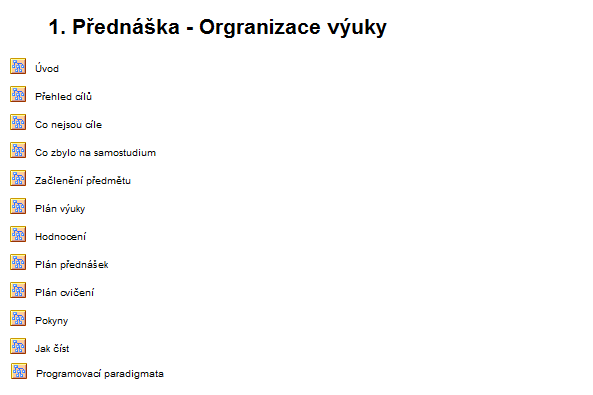 1. Přednáška - Orgranizace výuky
Úvod
Přehled cílů
Co nejsou cíle
Co zbylo na samostudium
Začlenění předmětu
Plán výuky
Hodnocení
Plán přednášek
Plán cvičení
Pokyny
Jak číst
Programovací paradigmata